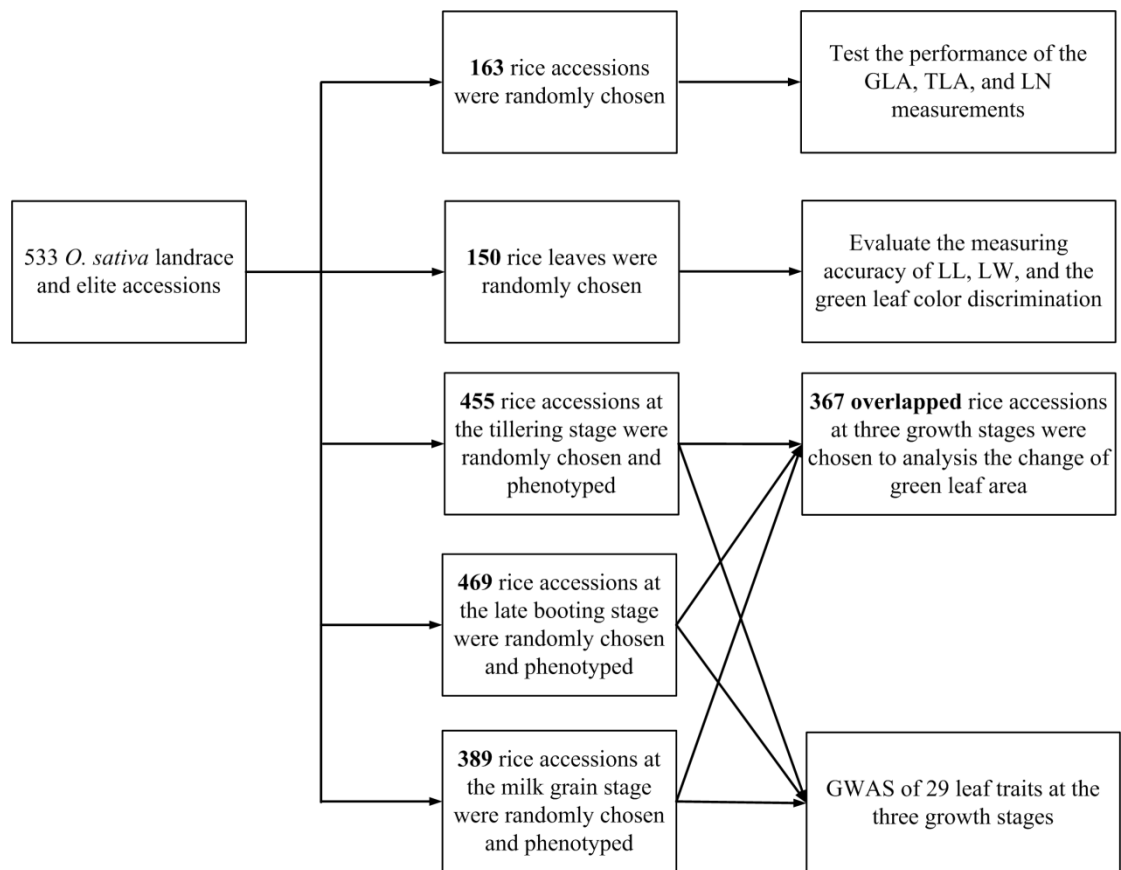 533 O. sativa landrace
and elite accessions
163 rice accessions
were randomly chosen
Test the performance of the
GLA, TLA, and LN
measurements
150 rice leaves were
randomly chosen
Evaluate the measuring
accuracy of LL, LW, and the
green leaf color discrimination
455 rice accessions at
the tillering stage were
randomly chosen and
phenotyped
367 overlapped rice accessions
at three growth stages were
chosen to analysis the change of
green leaf area
469 rice accessions at
the late booting stage
were randomly chosen
and phenotyped
389 rice accessions at
the milk grain stage
were randomly chosen
and phenotyped
GWAS of 29 leaf traits at the
three growth stages